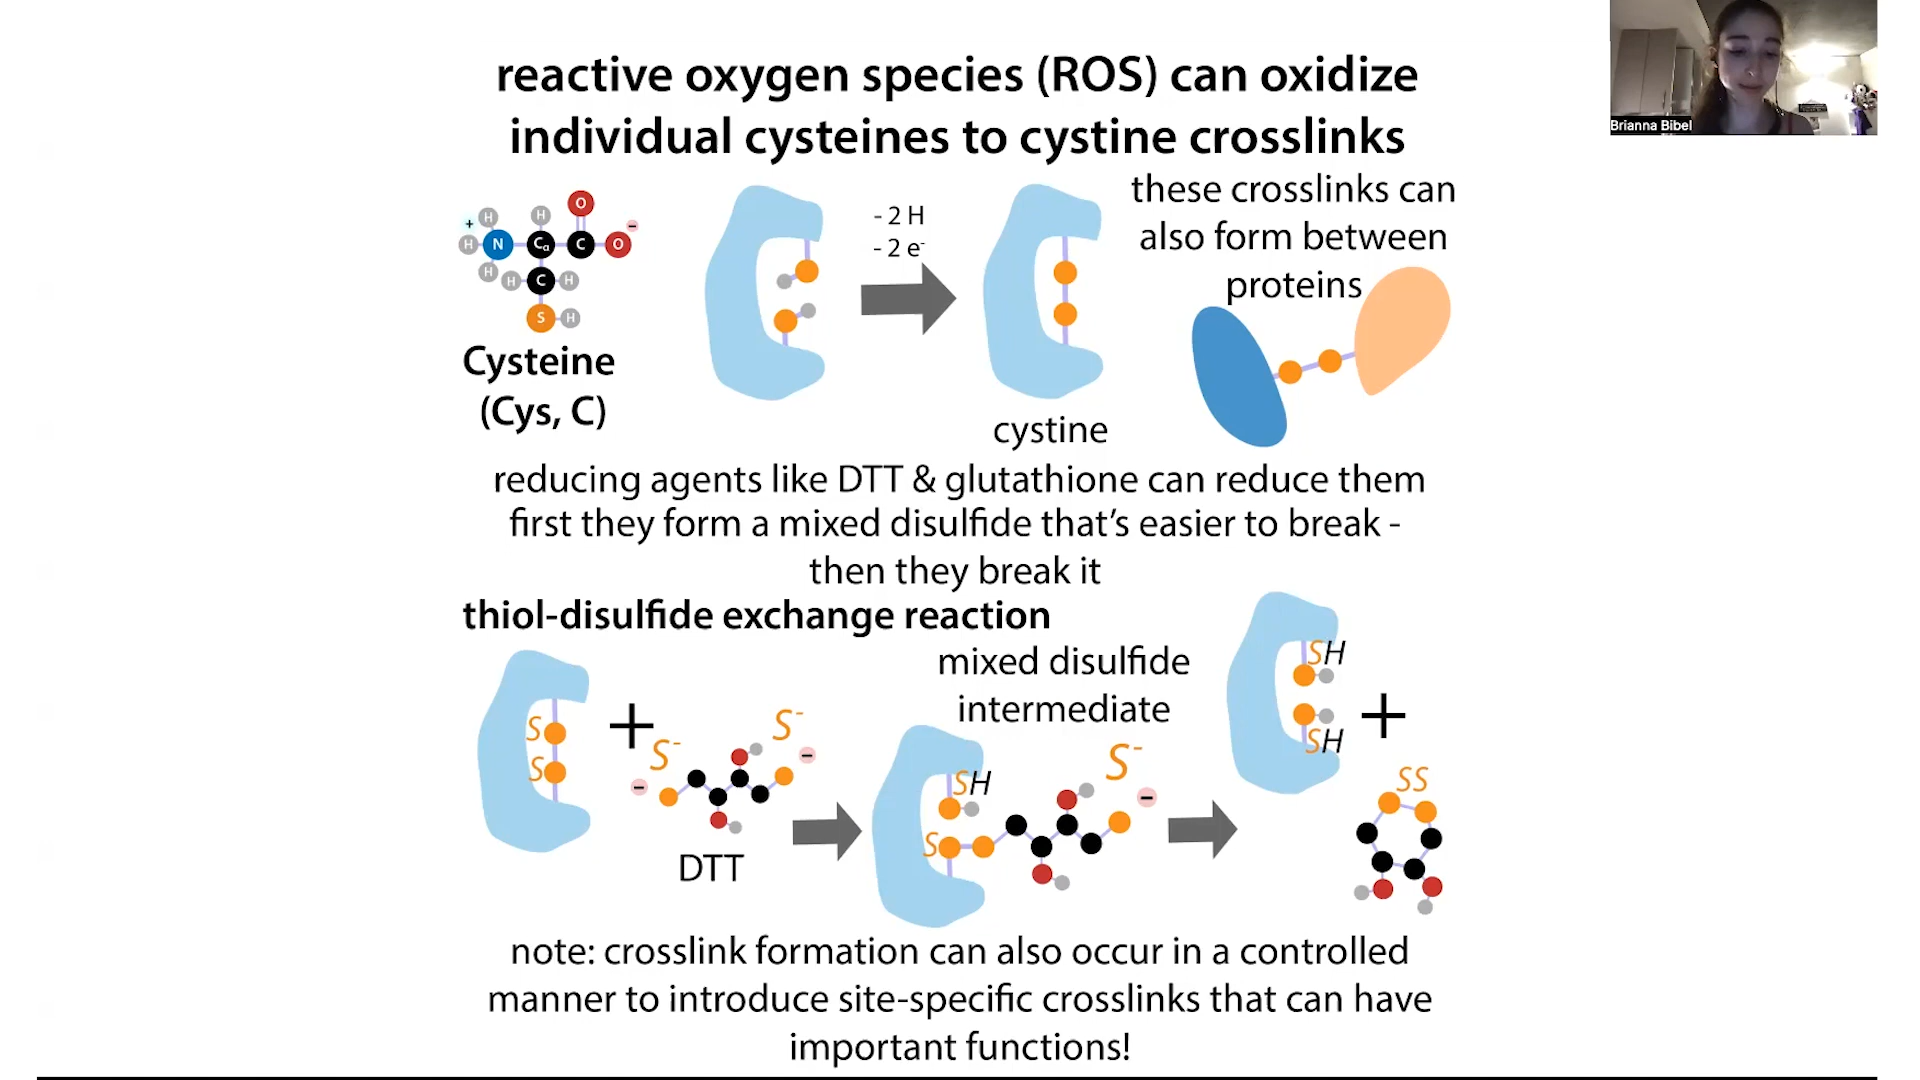 reactive oxygen species (ROS) can oxidize
individual cysteines to cystine crosslinks
Brianna Bibel
+
H
H
O
-
H
N
Cα
C
O
H
H
C
H
S
H
Cysteine
(Cys, C)
- 2 H
- 2 e-
cystine
these crosslinks can
also form between
proteins
reducing agents like DTT & glutathione can reduce them
first they form a mixed disulfide that’s easier to break -
then they break it
thiol-disulfide exchange reaction
S
S
+
S-
-
S-
-
DTT
mixed disulfide
intermediate
SH
S
S-
-
SH
SH
+
SS
note: crosslink formation can also occur in a controlled
manner to introduce site-specific crosslinks that can have
important functions!